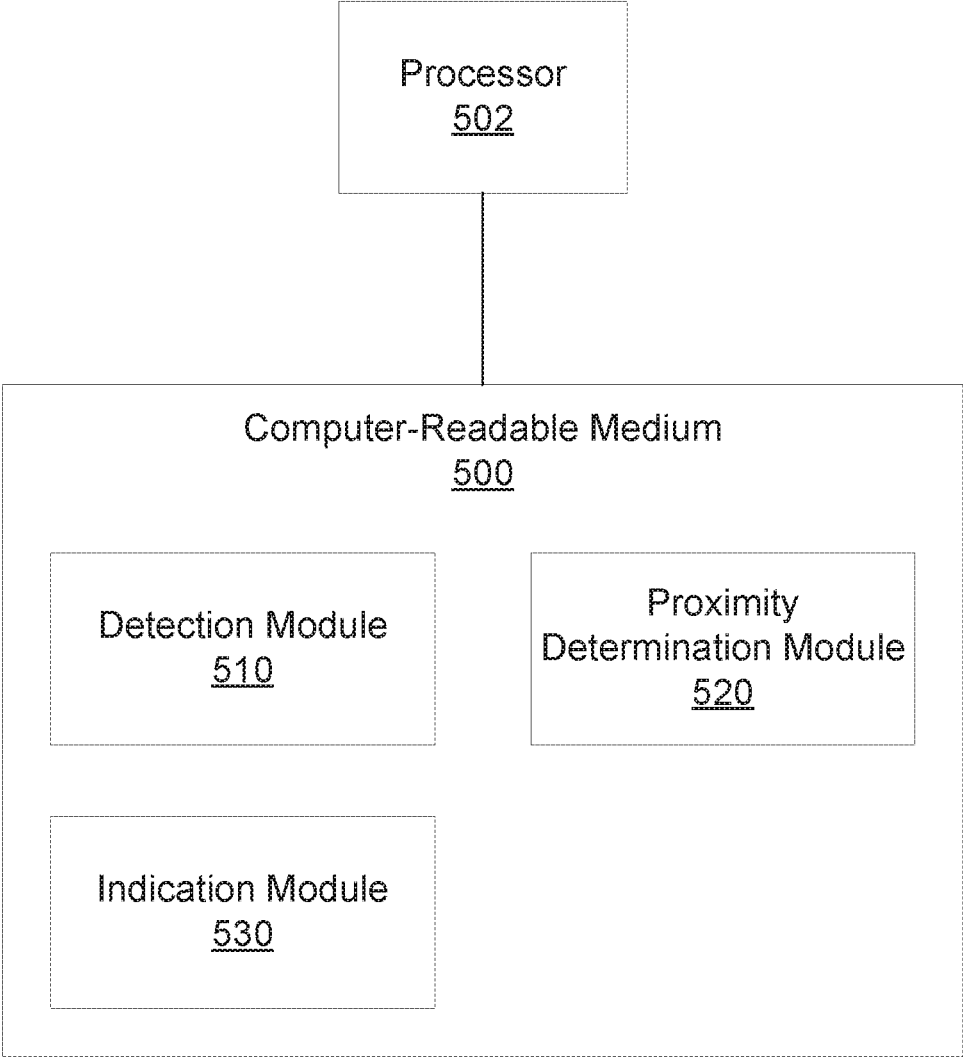 Processor
502
Computer-Readable Medium
500
Detection Module
510
Proximity
Determination Module
520
Indication Module
530